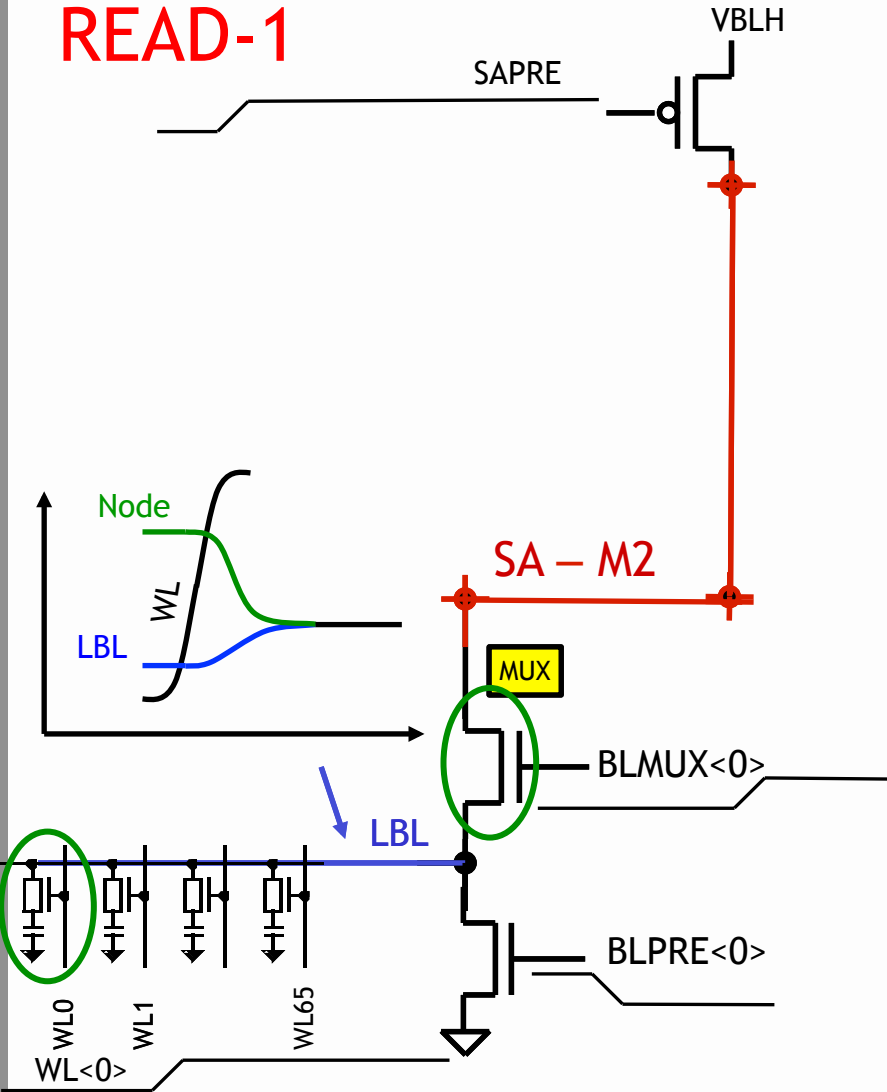 READ-1
VBLH
SAPRE
Node
WL
LBL
SA – M2
MUX
BLMUX<0>
LBL
BLPRE<0>
WL0
WL1
WL65
WL<0>